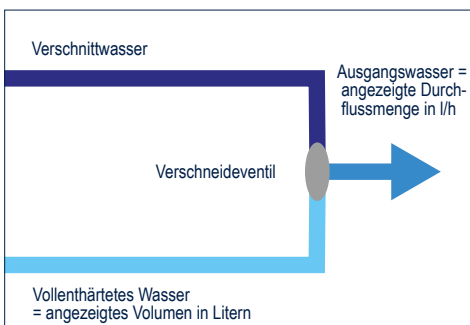 Verschnittwasser
Ausgangswasser =
angezeigte Durch-
flussmenge in l/h
Verschneideventil
Vollenthärtetes Wasser
= angezeigtes Volumen in Litern